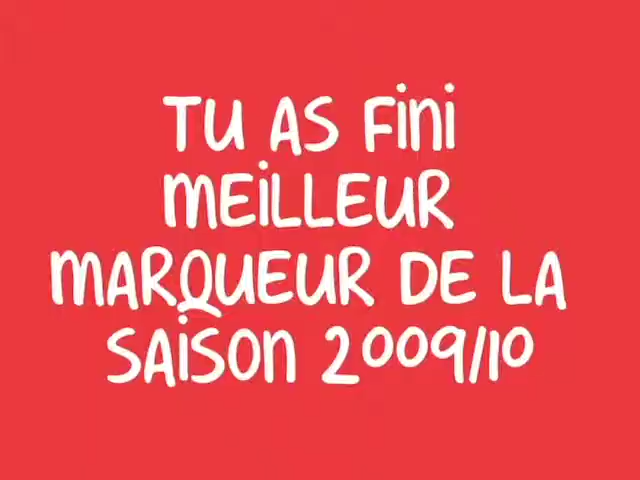 TU AS FiNi
MEiLLEUR
MARQUEUR DE LA
SAiSON 2009/10